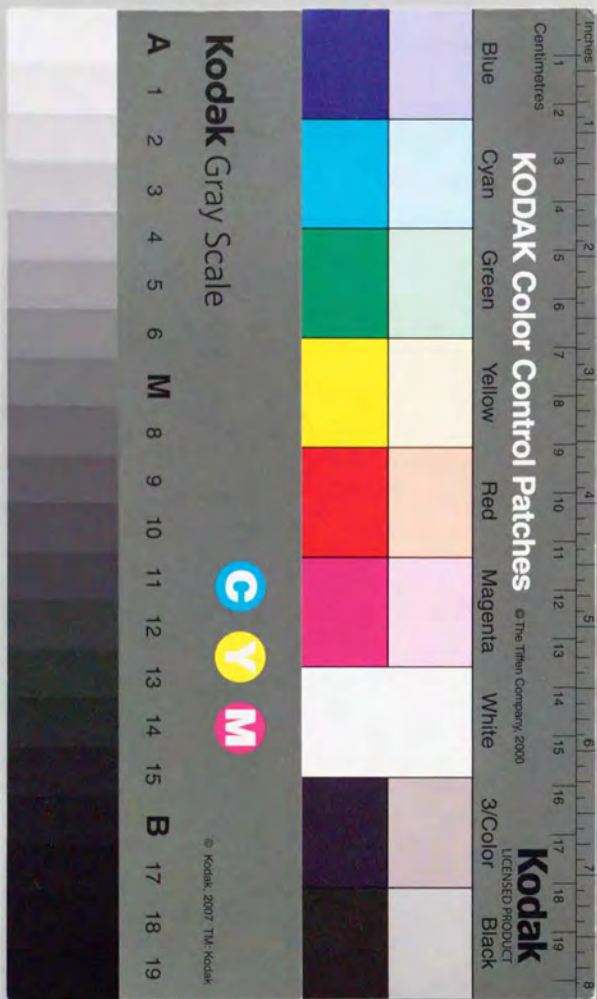 Inches 1 2 3 4 5 6 7 8
Centimetres 1 2 3 4 5 6 7 8 9 10 11 12 13 14 15 16 17 18 19
KODAK Color Control Patches © The Tiffen Company, 2000
Kodak
LICENSED PRODUCT
Blue Cyan Green Yellow Red Magenta White 3/Color Black
Kodak Gray Scale
C Y M
© Kodak, 2007 TM: Kodak
A 1 2 3 4 5 6 M 8 9 10 11 12 13 14 15 B 17 18 19